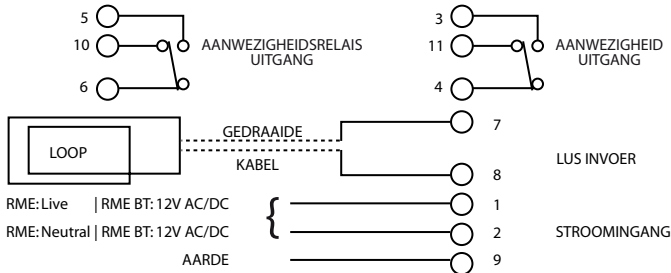 5
10
6
AANWEZIGHEIDSRELAIS
UITGANG
3
11
4
AANWEZIGHEID
UITGANG
LOOP
GEDRAAIDE
KABEL
7
8
LUS INVOER
RME: Live | RME BT: 12V AC/DC
1
RME: Neutral | RME BT: 12V AC/DC
2
STROOMINGANG
AARDE
9